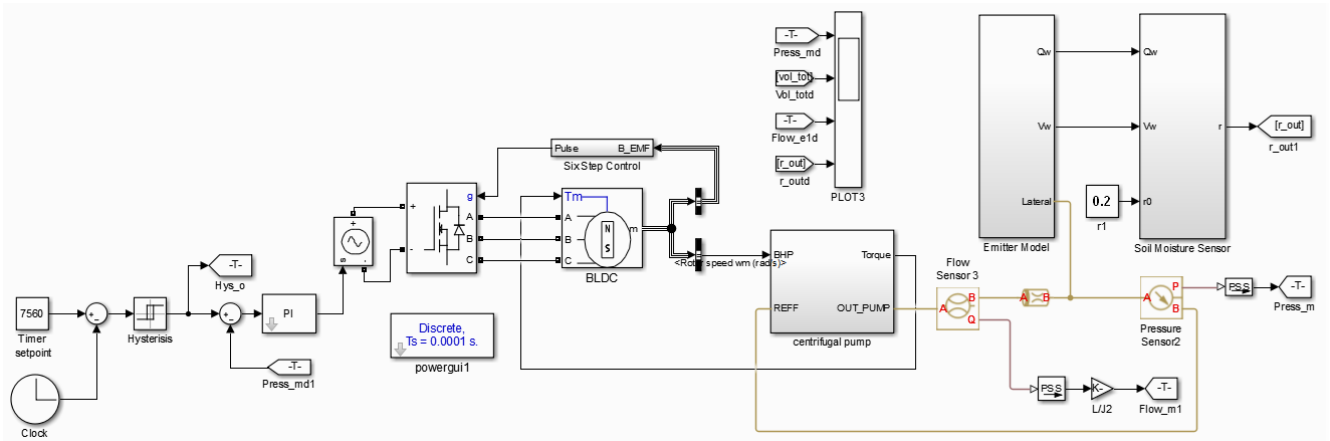 -T-
Press_md
[vol_tot]
Vol_totd
-T-
Flow_e1d
[r_out]
r_outd
PLOT3
Qw
Vw
Lateral
Emitter Model
Qw
Vw
r0
r
Soil Moisture Sensor
[r_out]
r_out1
0.2
r1
Pulse
B_EMF
SixStep Control
g
A
B
C
+
-
+
s
-
Tm
A
B
C
m
N
S
BLDC
<Rotor speed wm (rad/s)>
BHP
REFF
Torque
OUT_PUMP
centrifugal pump
Flow
Sensor 3
A
B
Q
A
B
A
P
B
Pressure
Sensor2
PSS
-T-
Press_m
PSS
K-
L/J2
-T-
Flow_m1
-T-
Hys_o
7560
Timer
setpoint
Hysterisis
PI
-T-
Press_md1
Clock
Discrete,
Ts = 0.0001 s.
powergui1